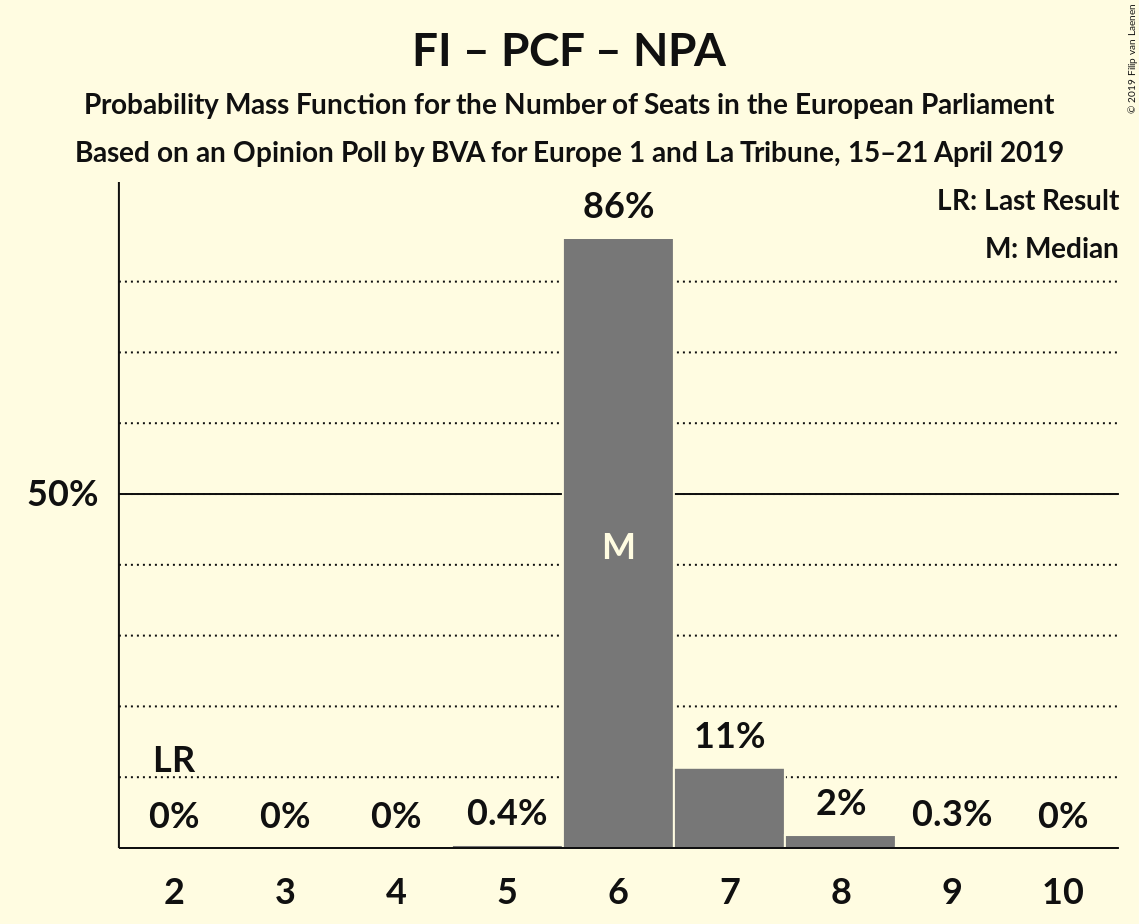 FI – PCF – NPA
Probability Mass Function for the Number of Seats in the European Parliament
Based on an Opinion Poll by BVA for Europe 1 and La Tribune, 15–21 April 2019
© 2019 Filip van Laenen
LR: Last Result
M: Median
86%
50%
M
11%
LR
0% 0% 0% 0.4% 2% 0.3% 0%
2 3 4 5 6 7 8 9 10